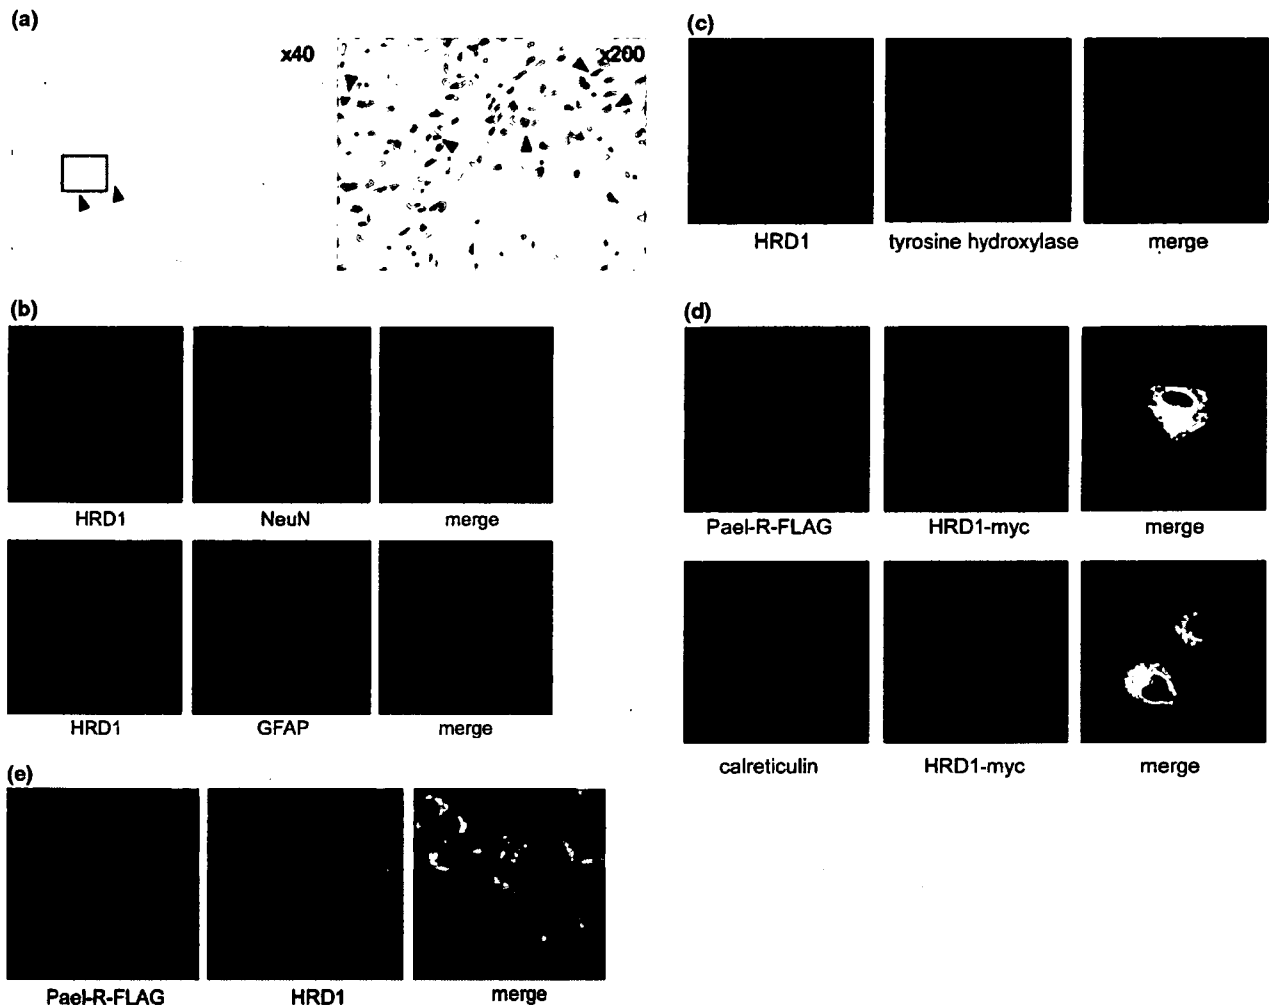 (a)
x40
x200
(b)
HRD1
NeuN
merge
HRD1
GFAP
merge
(c)
HRD1
tyrosine hydroxylase
merge
(d)
Pael-R-FLAG
HRD1-myc
merge
calreticulin
HRD1-myc
merge
(e)
Pael-R-FLAG
HRD1
merge